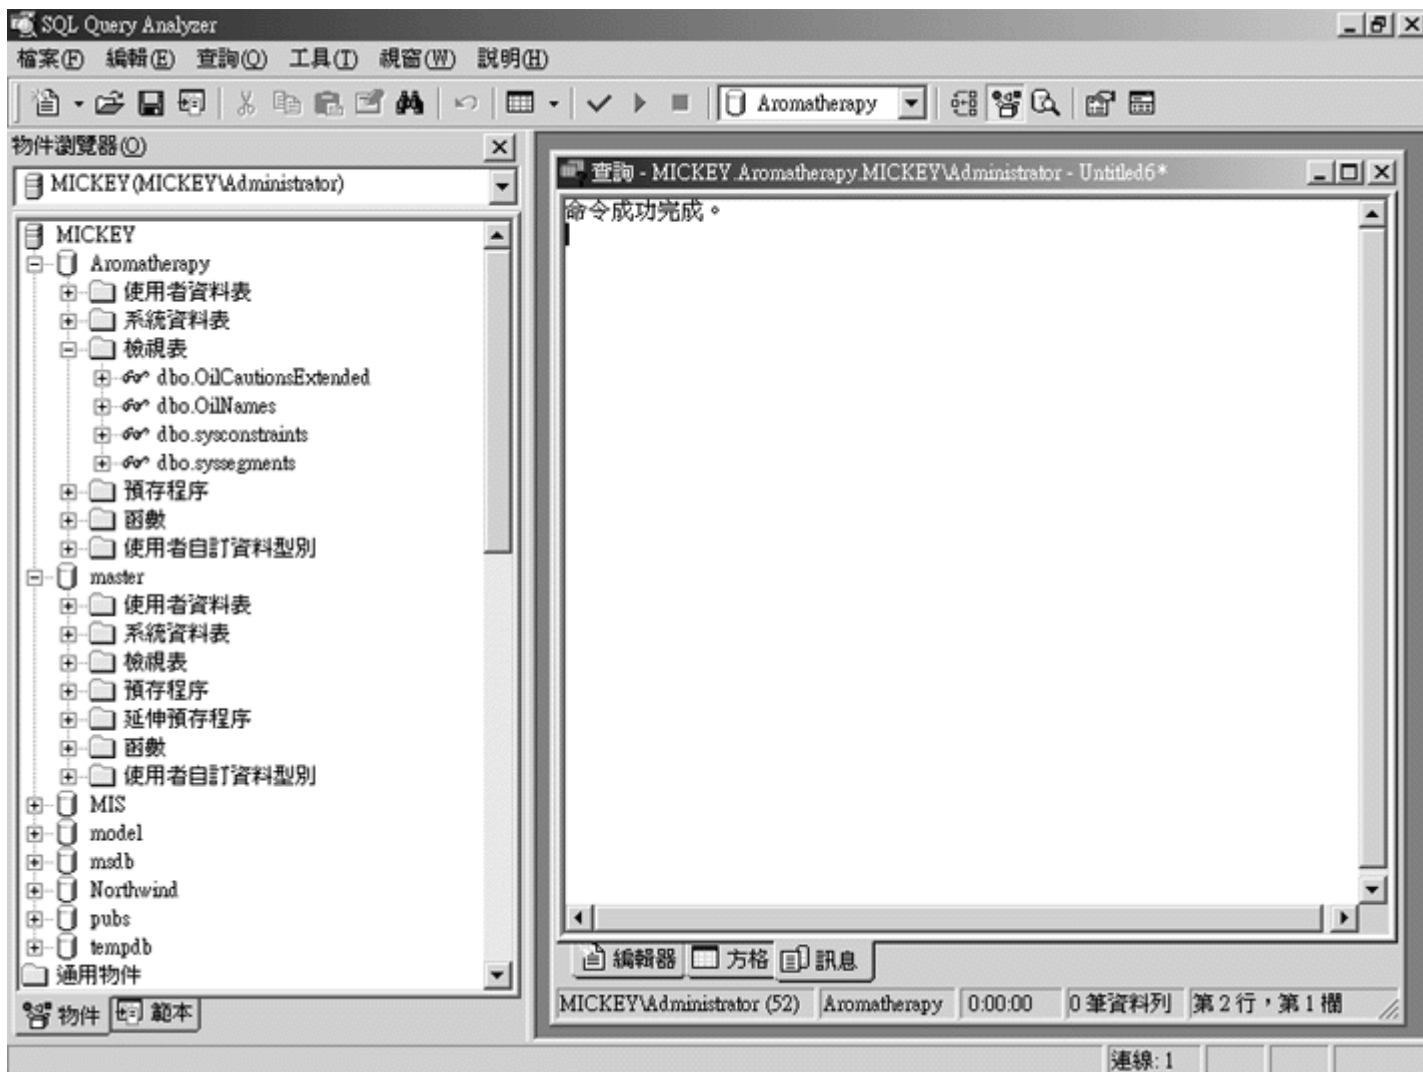 SQL Query Analyzer
檔案(F) 編輯(E) 查詢(Q) 工具(T) 視窗(W) 說明(H)
Aromatherapy
物件瀏覽器(O)
MICKEY (MICKEY\Administrator)
MICKEY
Aromatherapy
使用者資料表
系統資料表
檢視表
dbo.OilCautionsExtended
dbo.OilNames
dbo.sysconstraints
dbo.syssegments
預存程序
函數
使用者自訂資料型別
master
使用者資料表
系統資料表
檢視表
預存程序
延伸預存程序
函數
使用者自訂資料型別
MIS
model
msdb
Northwind
pubs
tempdb
通用物件
物件 範本
查詢 - MICKEY.Aromatherapy.MICKEY\Administrator - Untitled6*
命令成功完成。
編輯器 方格 訊息
MICKEY\Administrator (52) Aromatherapy 0:00:00 0 筆資料列 第 2 行，第 1 欄
連線: 1